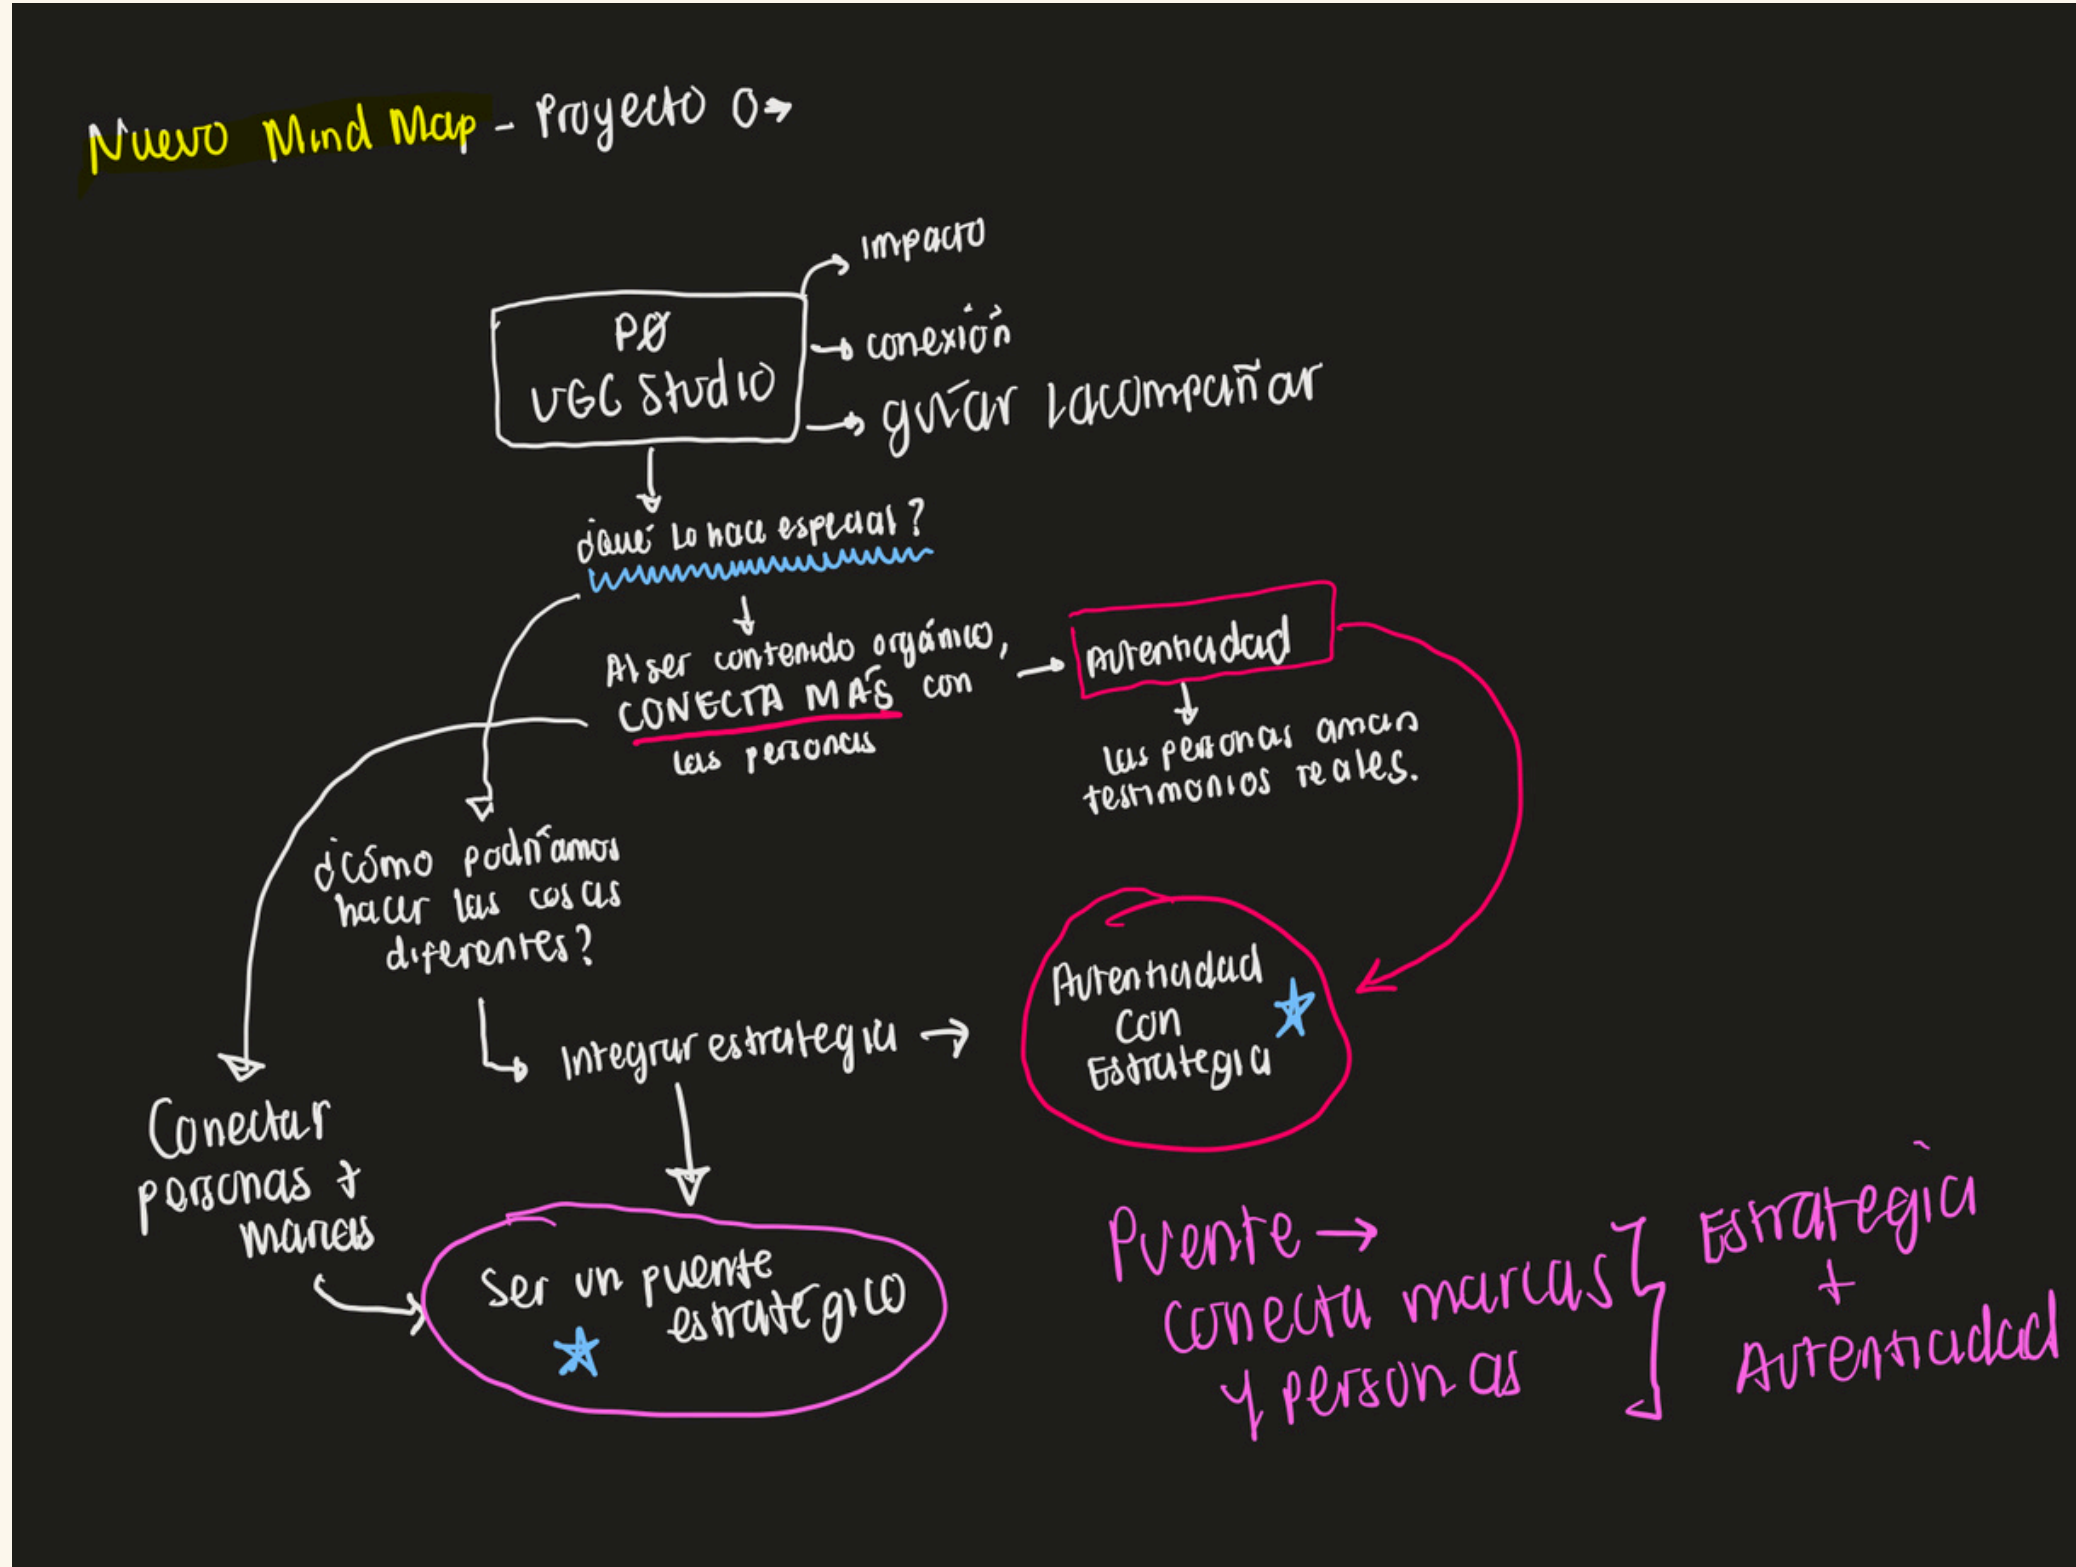 Nuevo Mind Map - Proyecto 0→
PØ
UGC Studio
→ impacto
→ conexión
→ guíar y acompañar
¿Qué lo hace especial?
Al ser contenido orgánico,
CONECTA MÁS con
las personas
→ Autenticidad
las personas aman
testimonios reales.
¿Cómo podríamos
hacer las cosas
diferentes?
Integrar estrategia →
Autenticidad
con
Estrategia
Conectar
personas +
marcas
Ser un puente
estratégico
Puente →
conecta marcas
y personas
Estrategia
+
Autenticidad